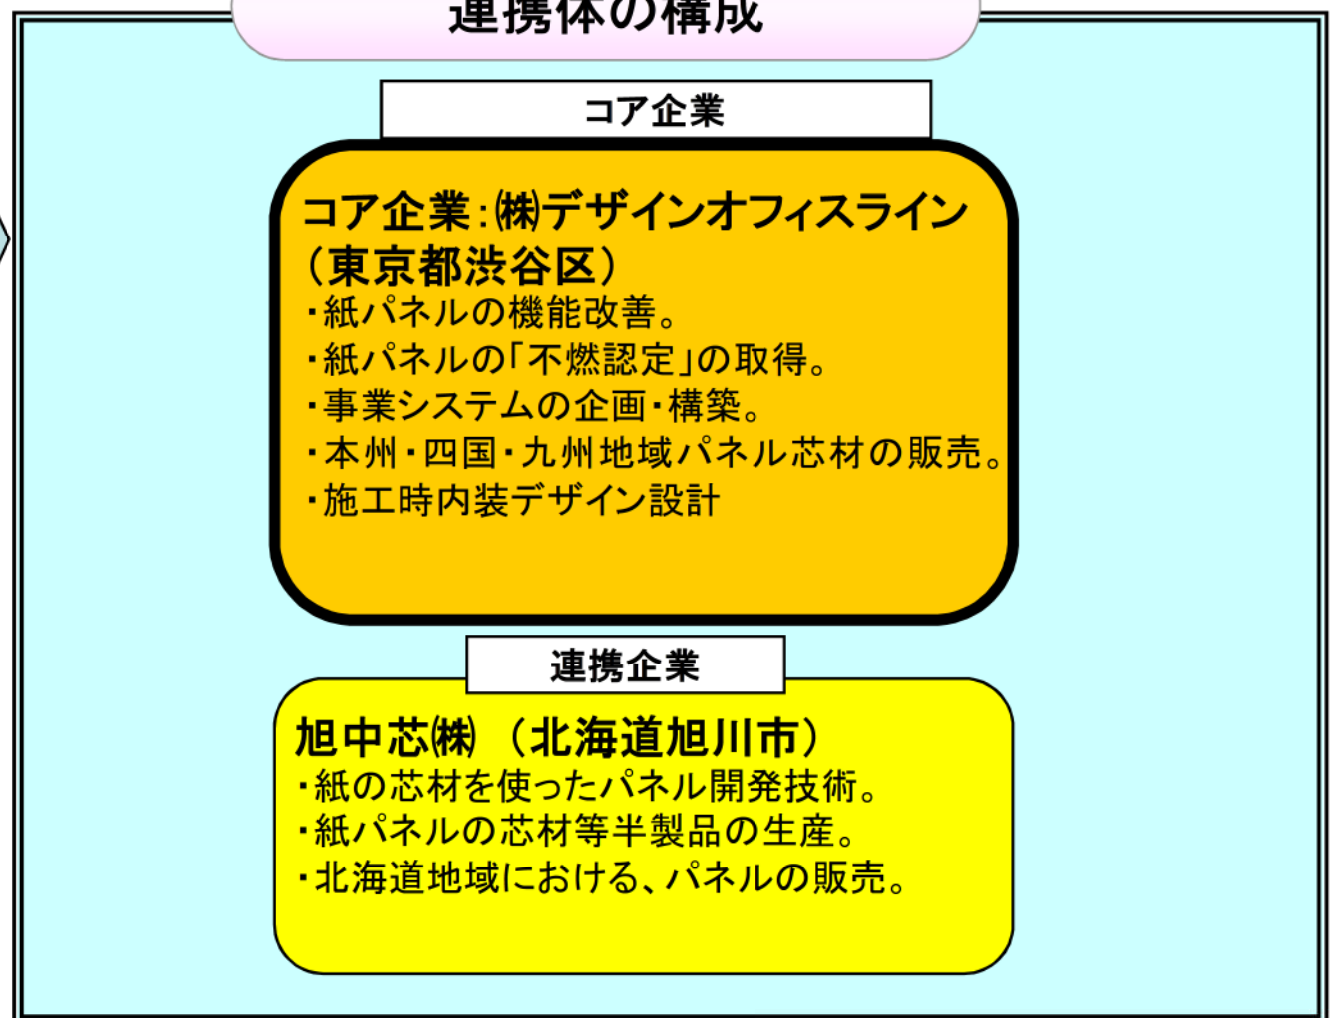 連携体の構成
コア企業
コア企業:㈱デザインオフィスライン
(東京都渋谷区)
・紙パネルの機能改善。
・紙パネルの「不燃認定」の取得。
・事業システムの企画・構築。
・本州・四国・九州地域パネル芯材の販売。
・施工時内装デザイン設計
連携企業
旭中芯㈱ (北海道旭川市)
・紙の芯材を使ったパネル開発技術。
・紙パネルの芯材等半製品の生産。
・北海道地域における、パネルの販売。